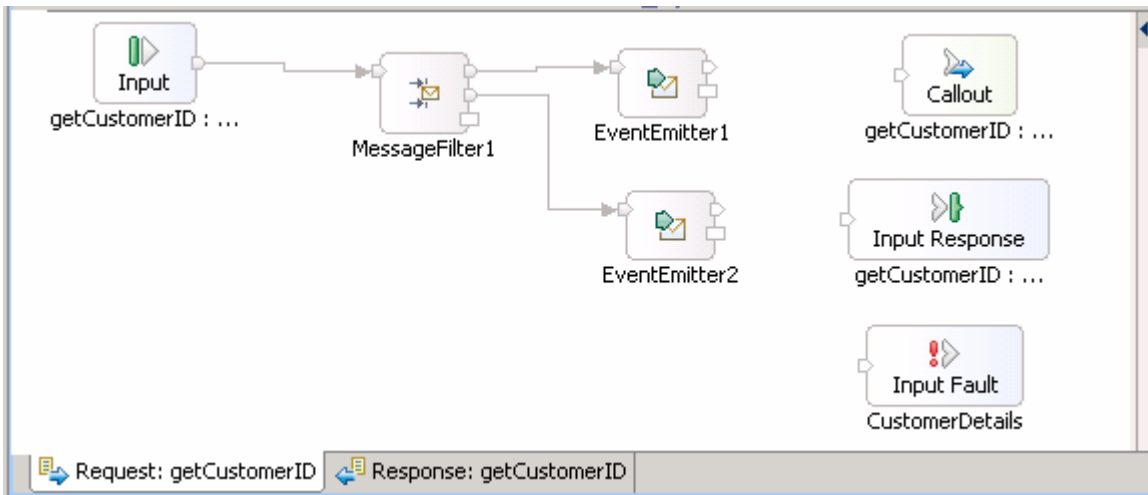 Input
getCustomerID : ...
MessageFilter1
EventEmitter1
EventEmitter2
Callout
getCustomerID : ...
Input Response
getCustomerID : ...
Input Fault
CustomerDetails
Request: getCustomerID
Response: getCustomerID